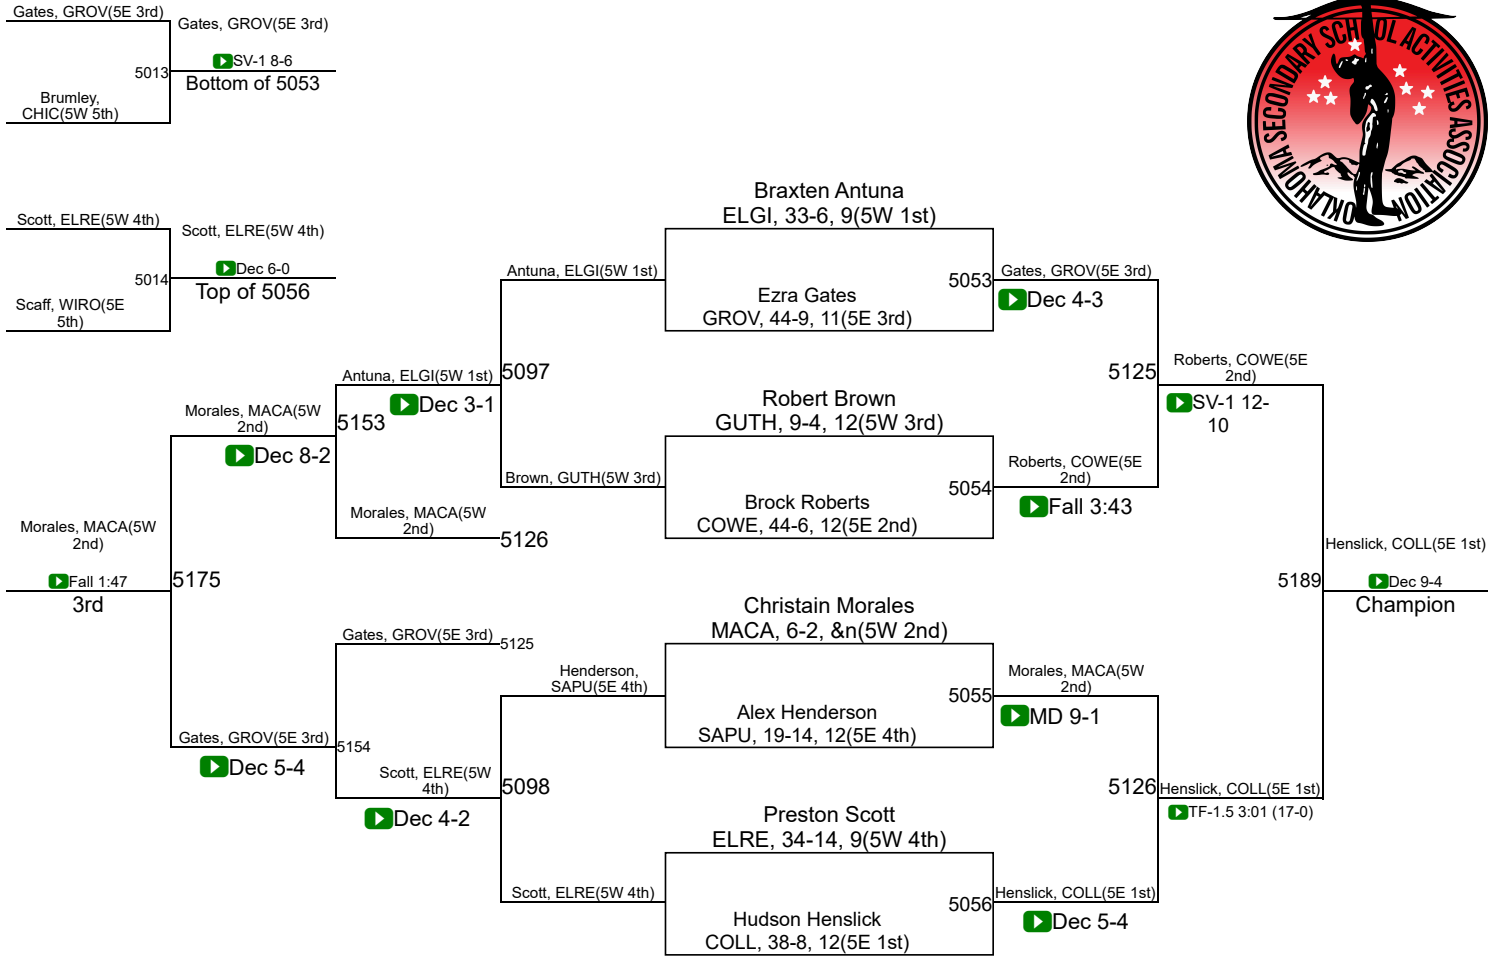 Gates, GROV(5E 3rd)
Gates, GROV(5E 3rd)
SV-1 8-6
5013
Bottom of 5053
Brumley,
CHIC(5W 5th)
OKLAHOMA SECONDARY SCHOOL ACTIVITIES ASSOCIATION
Scott, ELRE(5W 4th)
Scott, ELRE(5W 4th)
Dec 6-0
5014
Top of 5056
Scaff, WIRO(5E
5th)
Braxten Antuna
ELGI, 33-6, 9(5W 1st)
Antuna, ELGI(5W 1st)
5053
Gates, GROV(5E 3rd)
Dec 4-3
Ezra Gates
GROV, 44-9, 11(5E 3rd)
Antuna, ELGI(5W 1st)
5097
Dec 3-1
5125
Roberts, COWE(5E
2nd)
SV-1 12-
10
Robert Brown
GUTH, 9-4, 12(5W 3rd)
Morales, MACA(5W
2nd)
5153
Dec 8-2
Brown, GUTH(5W 3rd)
5054
Roberts, COWE(5E
2nd)
Fall 3:43
Brock Roberts
COWE, 44-6, 12(5E 2nd)
Morales, MACA(5W
2nd)
5126
Morales, MACA(5W
2nd)
Fall 1:47
3rd
5175
Henslick, COLL(5E 1st)
5189
Dec 9-4
Champion
Christain Morales
MACA, 6-2, &n(5W 2nd)
Gates, GROV(5E 3rd)
5125
Henderson,
SAPU(5E 4th)
5055
Morales, MACA(5W
2nd)
MD 9-1
Alex Henderson
SAPU, 19-14, 12(5E 4th)
Gates, GROV(5E 3rd)
5154
Dec 5-4
Scott, ELRE(5W
4th)
5098
Dec 4-2
5126
Henslick, COLL(5E 1st)
TF-1.5 3:01 (17-0)
Preston Scott
ELRE, 34-14, 9(5W 4th)
Scott, ELRE(5W 4th)
5056
Henslick, COLL(5E 1st)
Dec 5-4
Hudson Henslick
COLL, 38-8, 12(5E 1st)